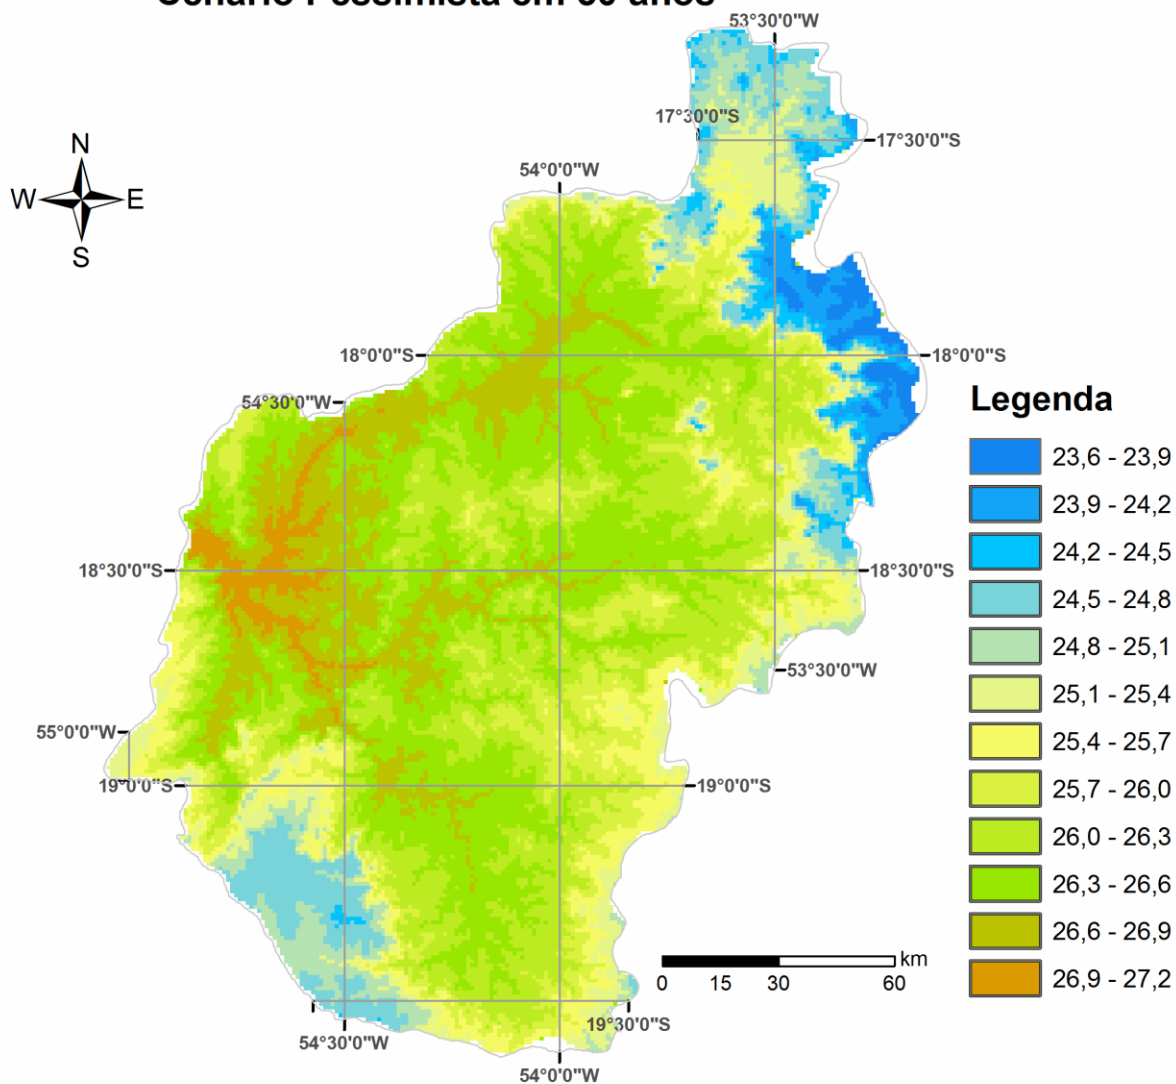 Cenário Pessimista em anos
53°30'0"W
17°30'0"S
17°30'0"S
54°0'0"W
N
W
E
S
18°0'0"S
18°0'0"S
54°30'0"W
Legenda
23,6 - 23,9
23,9 - 24,2
24,2 - 24,5
24,5 - 24,8
24,8 - 25,1
25,1 - 25,4
25,4 - 25,7
25,7 - 26,0
26,0 - 26,3
26,3 - 26,6
26,6 - 26,9
26,9 - 27,2
18°30'0"S
18°30'0"S
53°30'0"W
55°0'0"W
19°0'0"S
19°0'0"S
km
0 15 30 60
19°30'0"S
54°30'0"W
54°0'0"W